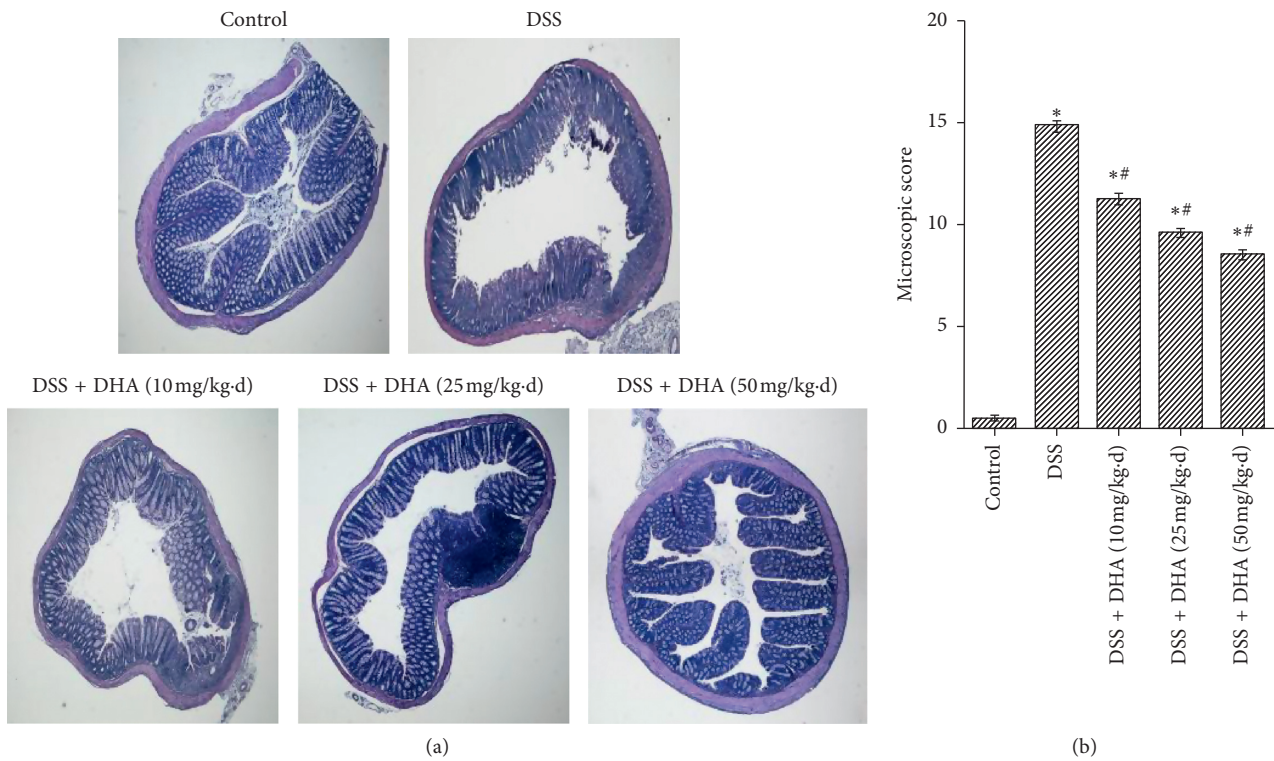 Control
DSS
DSS + DHA (10 mg/kg·d)
DSS + DHA (25 mg/kg·d)
DSS + DHA (50 mg/kg·d)
(a)
20
15
10
5
0
Microscopic score
*
*#
*#
*#
Control
DSS
DSS + DHA (10 mg/kg·d)
DSS + DHA (25 mg/kg·d)
DSS + DHA (50 mg/kg·d)
(b)